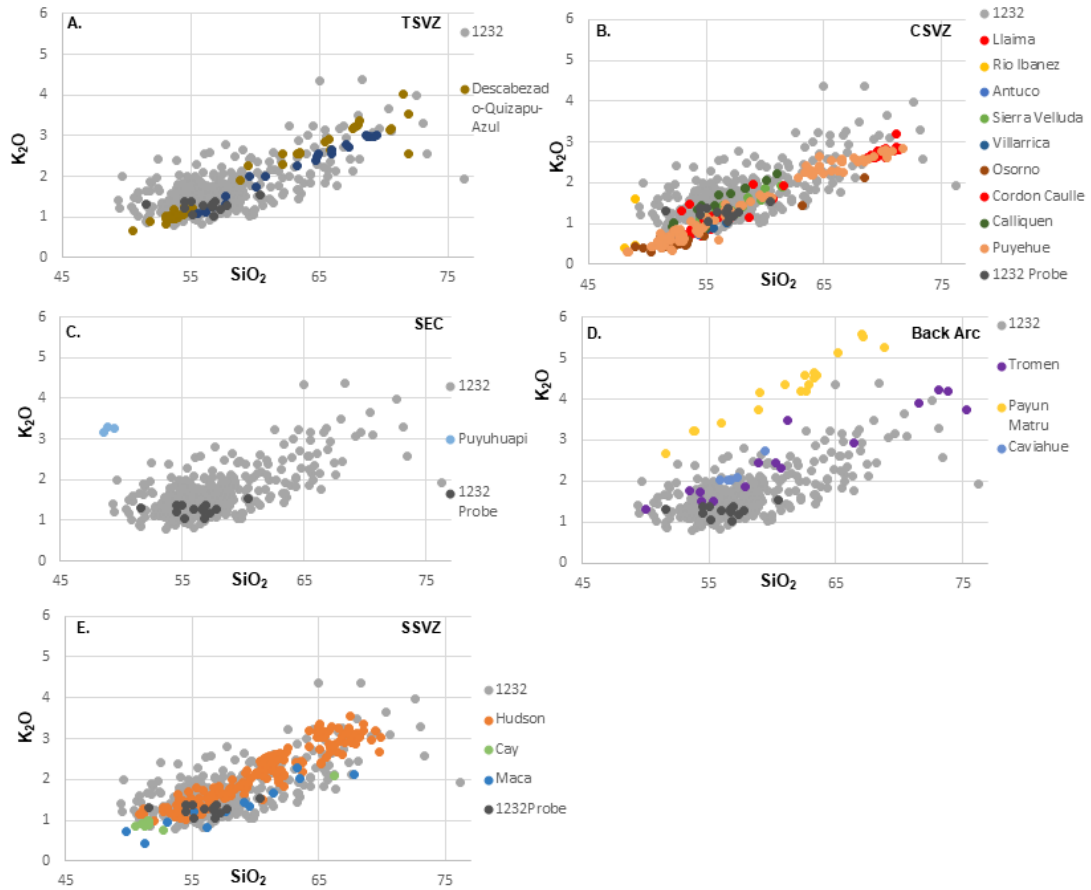 A.
TSVZ
6
5
4
3
2
1
0
K2O
45
55
65
75
SiO2
1232
Descabezad
o-Quizapu-
Azul
B.
CSVZ
6
5
4
3
2
1
0
K2O
45
55
65
75
SiO2
1232
Llaima
Rio Ibanez
Antuco
Sierra Velluda
Villarrica
Osorno
Cordon Caulle
Calliquen
Puyehue
1232 Probe
C.
SEC
6
5
4
3
2
1
0
K2O
45
55
65
75
SiO2
1232
Puyuhuapi
1232
Probe
D.
Back Arc
6
5
4
3
2
1
0
K2O
45
55
65
75
SiO2
1232
Tromen
Payun
Matru
Caviahue
E.
SSVZ
6
5
4
3
2
1
0
K2O
45
55
65
75
SiO2
1232
Hudson
Cay
Maca
1232Probe